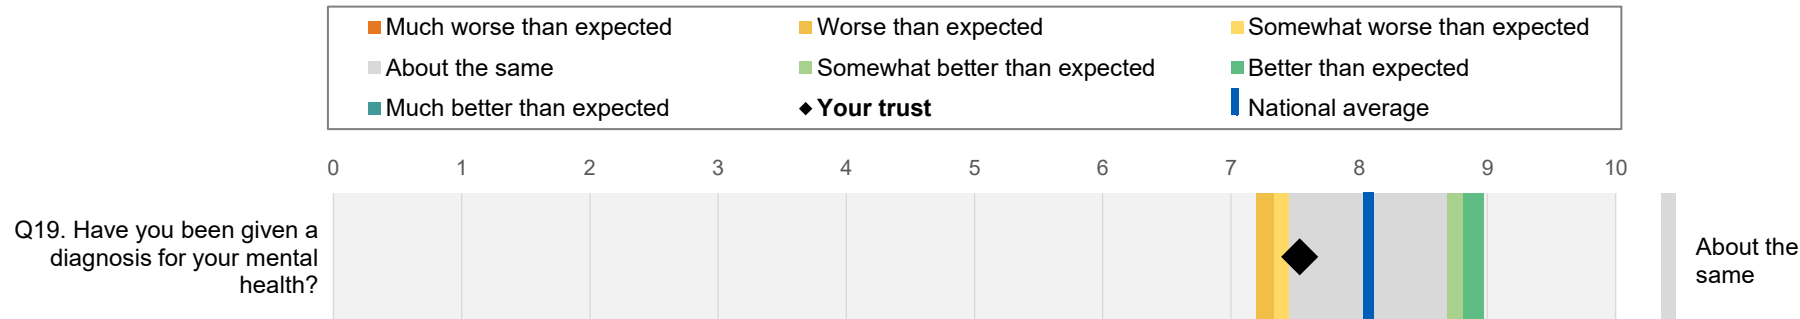 Much worse than expected
Worse than expected
Somewhat worse than expected
About the same
Somewhat better than expected
Better than expected
Much better than expected
Your trust
National average
0 1 2 3 4 5 6 7 8 9 10
Q19. Have you been given a
diagnosis for your mental
health?
About the
same